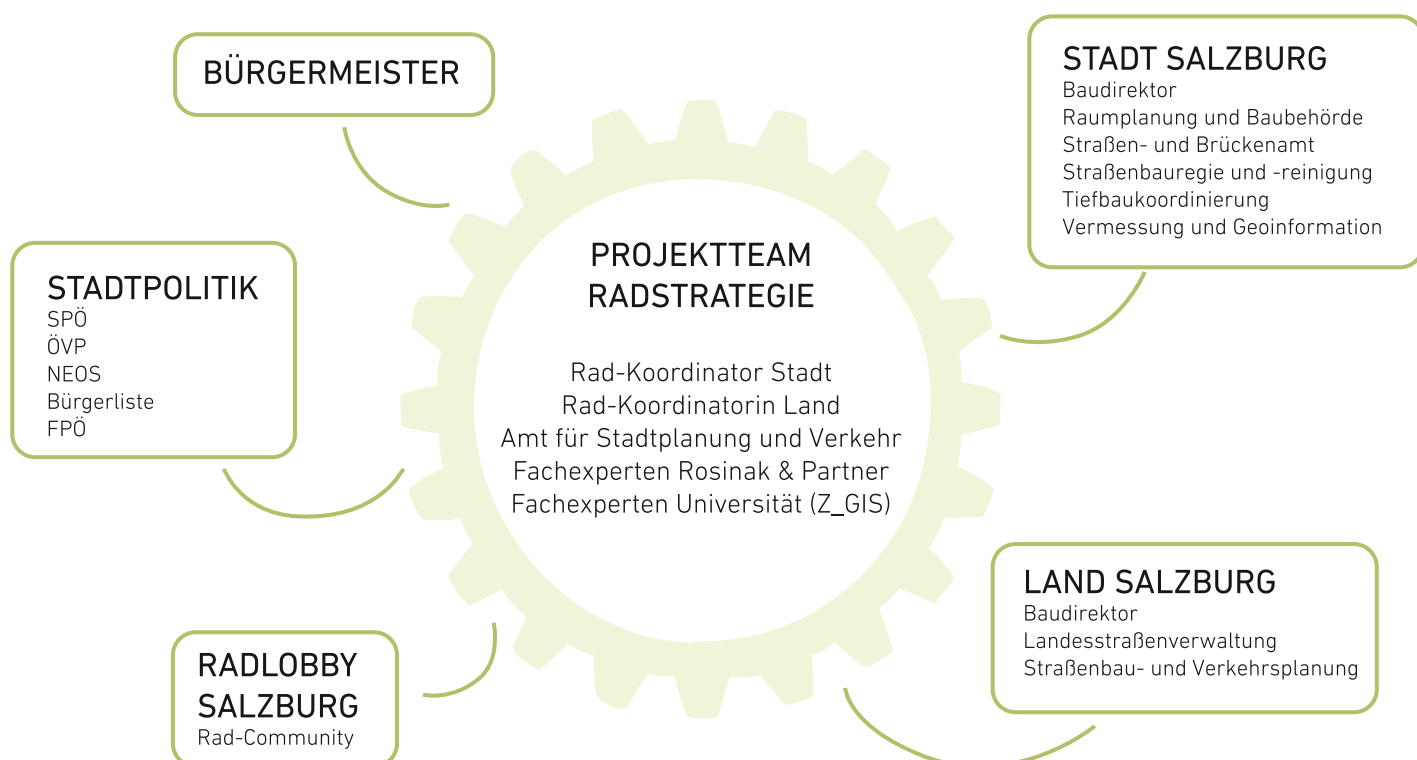 BÜRGERMEISTER
STADT SALZBURG
Baudirektor
Raumplanung und Baubehörde
Straßen- und Brückenamt
Straßenbauregie und -reinigung
Tiefbaukoordinierung
Vermessung und Geoinformation
STADTPOLITIK
SPÖ
ÖVP
NEOS
Bürgerliste
FPÖ
PROJEKTTEAM
RADSTRATEGIE
Rad-Koordinator Stadt
Rad-Koordinatorin Land
Amt für Stadtplanung und Verkehr
Fachexperten Rosinak & Partner
Fachexperten Universität (Z_GIS)
RADLOBBY
SALZBURG
Rad-Community
LAND SALZBURG
Baudirektor
Landesstraßenverwaltung
Straßenbau- und Verkehrsplanung